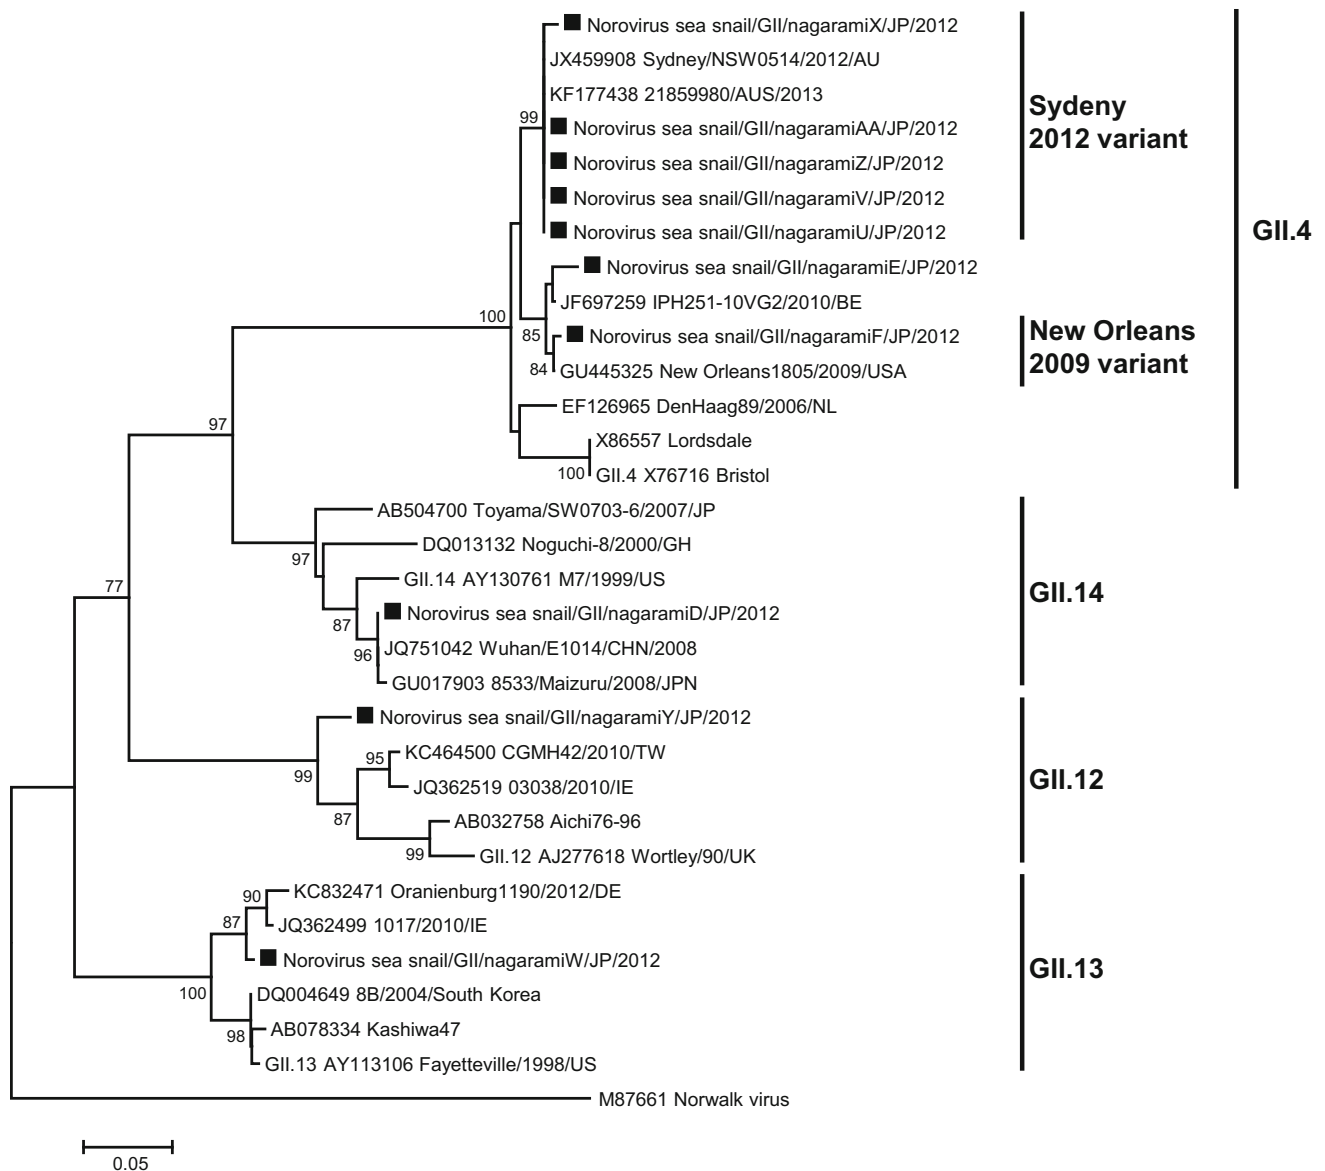 Norovirus sea snail/GII/nagaramiX/JP/2012
JX459908 Sydney/NSW0514/2012/AU
KF177438 21859980/AUS/2013
99
Norovirus sea snail/GII/nagaramiAA/JP/2012
Norovirus sea snail/GII/nagaramiZ/JP/2012
Norovirus sea snail/GII/nagaramiV/JP/2012
Norovirus sea snail/GII/nagaramiU/JP/2012
Sydeny
2012 variant
GII.4
Norovirus sea snail/GII/nagaramiE/JP/2012
JF697259 IPH251-10VG2/2010/BE
100
85
Norovirus sea snail/GII/nagaramiF/JP/2012
84
GU445325 New Orleans1805/2009/USA
New Orleans
2009 variant
EF126965 DenHaag89/2006/NL
X86557 Lordsdale
100
GII.4 X76716 Bristol
97
AB504700 Toyama/SW0703-6/2007/JP
DQ013132 Noguchi-8/2000/GH
97
GII.14 AY130761 M7/1999/US
77
Norovirus sea snail/GII/nagaramiD/JP/2012
87
JQ751042 Wuhan/E1014/CHN/2008
96
GU017903 8533/Maizuru/2008/JPN
GII.14
Norovirus sea snail/GII/nagaramiY/JP/2012
KC464500 CGMH42/2010/TW
95
99
JQ362519 03038/2010/IE
87
AB032758 Aichi76-96
99
GII.12 AJ277618 Wortley/90/UK
GII.12
KC832471 Oranienburg1190/2012/DE
90
87
JQ362499 1017/2010/IE
Norovirus sea snail/GII/nagaramiW/JP/2012
100
DQ004649 8B/2004/South Korea
98
AB078334 Kashiwa47
GII.13 AY113106 Fayetteville/1998/US
GII.13
M87661 Norwalk virus
0.05